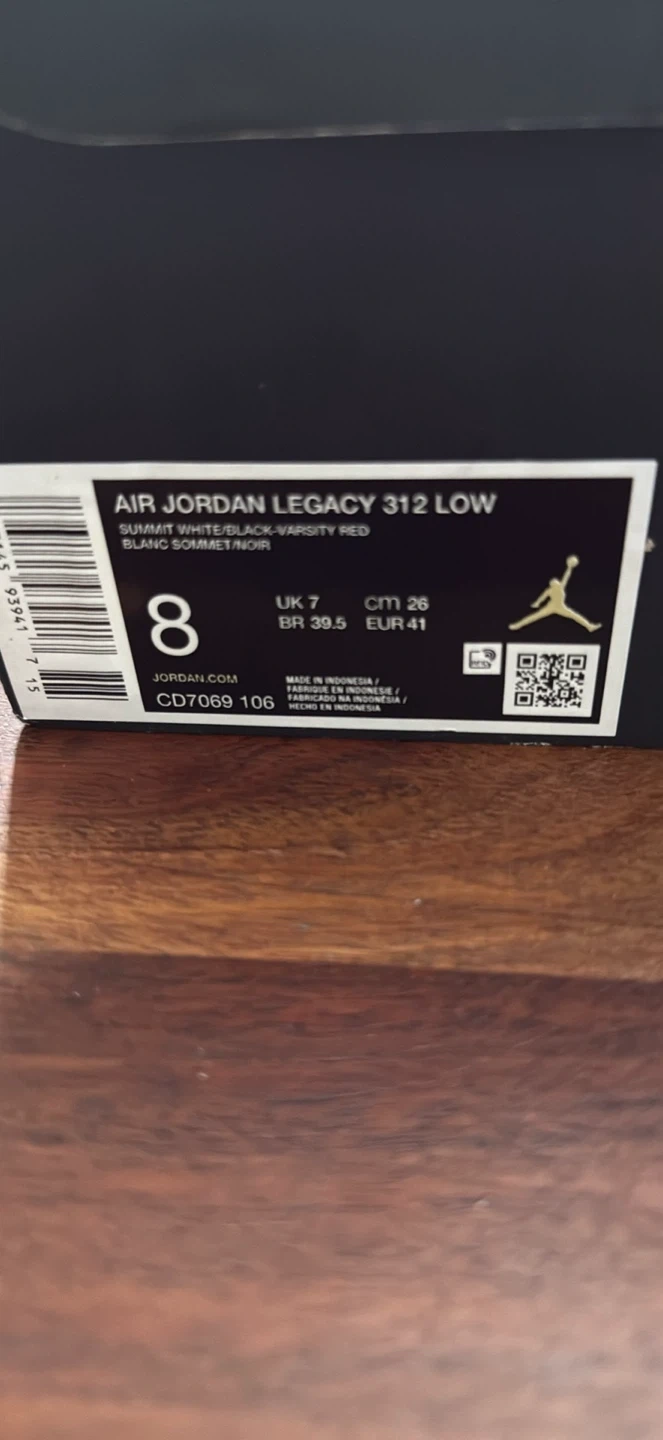 AIR JORDAN LEGACY 312 LOW
SUMMIT WHITE/BLACK-VARSITY RED
BLANC SOMMET/NOIR
8
UK 7 cm 26
BR 39.5 EUR 41
JORDAN.COM
CD7069 106
MADE IN INDONESIA /
FABRIQUE EN INDONESIE /
FABRICADO NA INDONÉSIA /
HECHO EN INDONESIA
93941 7 15